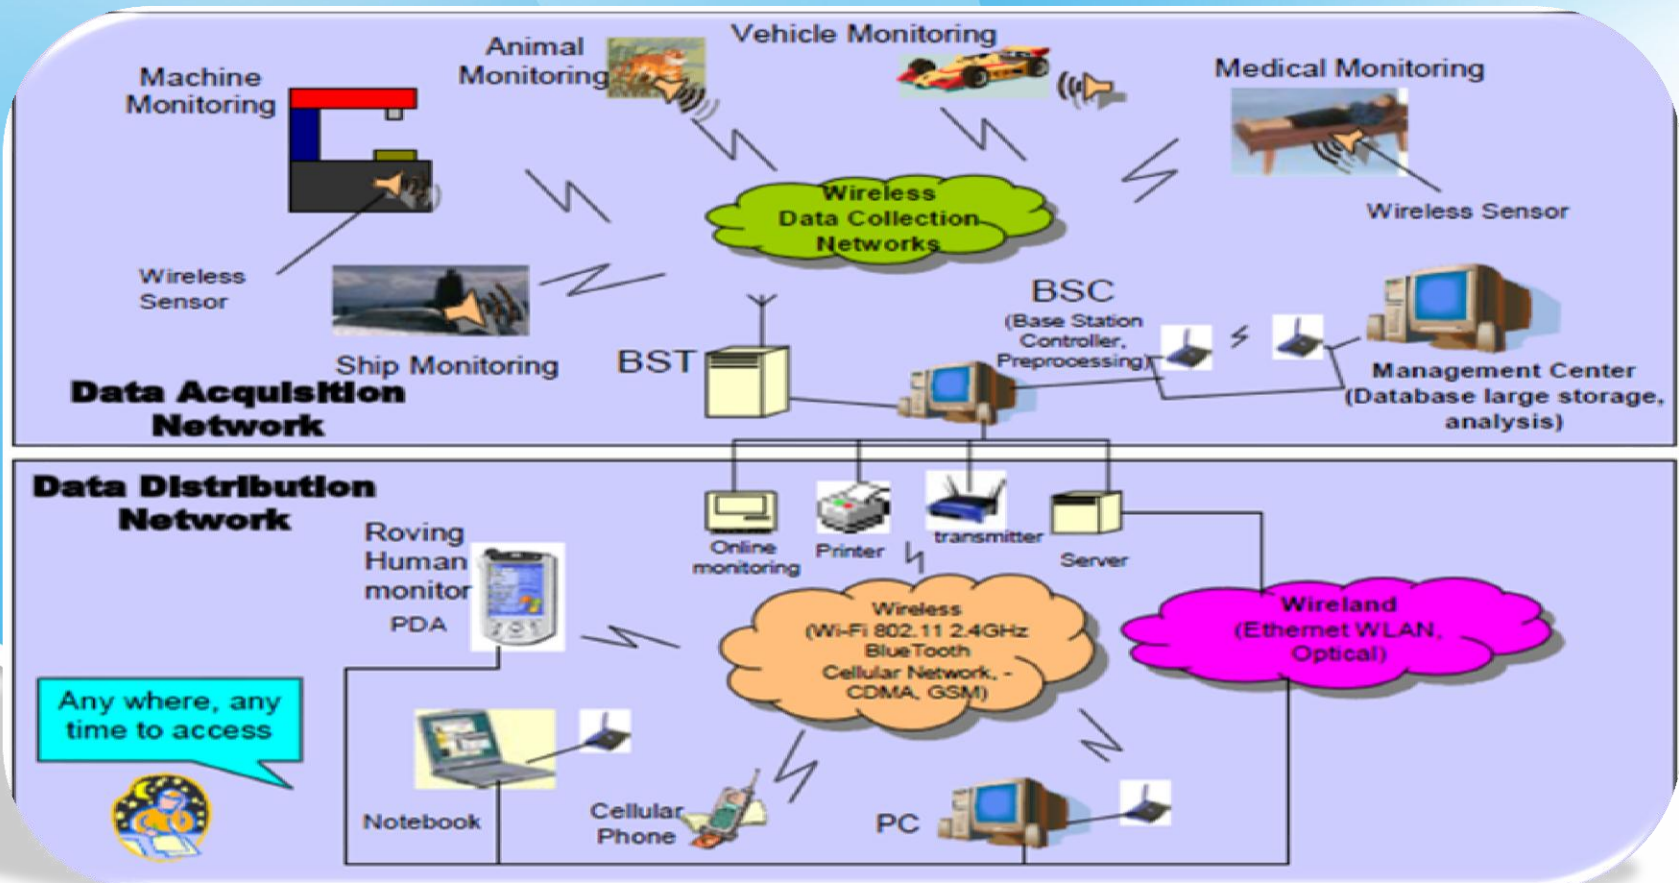 Machine
Monitoring
Animal
Monitoring
Vehicle Monitoring
Medical Monitoring
Wireless
Data Collection
Networks
Wireless Sensor
Wireless
Sensor
Ship Monitoring
BST
BSC
(Base Station
Controller,
Preprocessing)
Management Center
(Database large storage,
analysis)
Data Acquisition
Network
Data Distribution
Network
Roving
Human
monitor
PDA
Online
monitoring
Printer
transmitter
Server
Wireless
(Wi-Fi 802.11 2.4GHz
BlueTooth
Cellular Network, -
CDMA, GSM)
Wireland
(Ethernet WLAN,
Optical)
Any where, any
time to access
Notebook
Cellular
Phone
PC